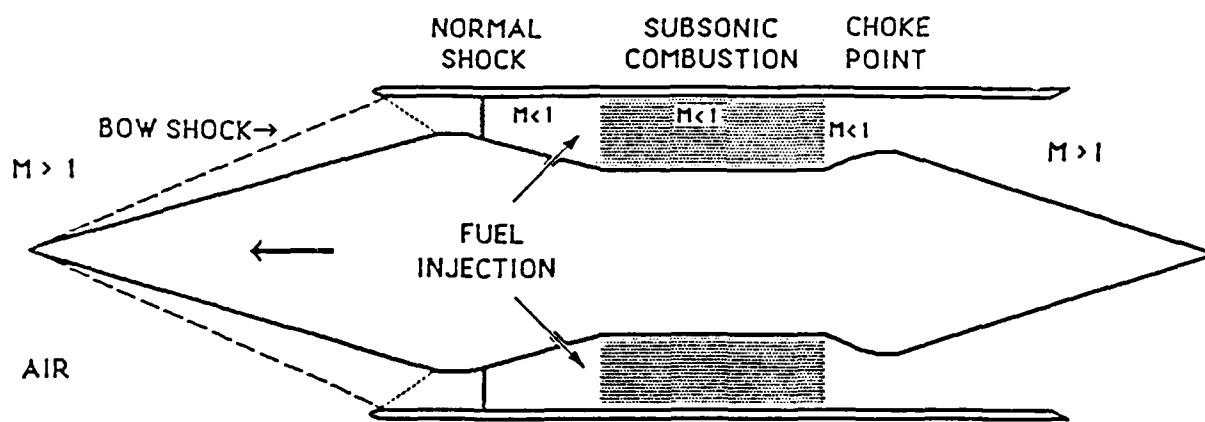 NORMAL
SHOCK
SUBSONIC
COMBUSTION
CHOKE
POINT
BOW SHOCK→
M<1
M<1
M<1
M > 1
M > 1
FUEL
INJECTION
AIR